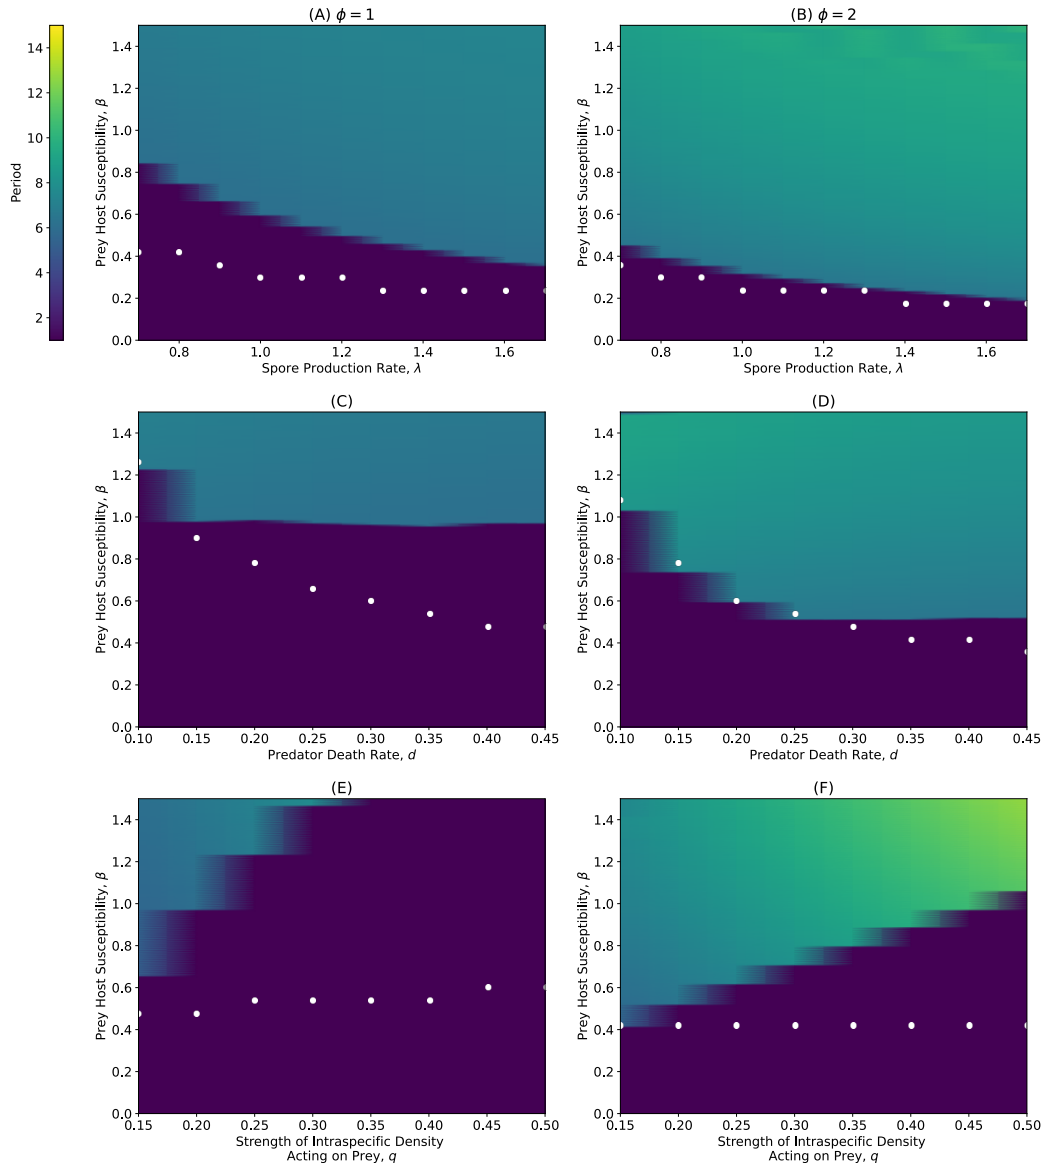 (A) ϕ = 1
(B) ϕ = 2
Period
14
12
10
8
6
4
2
Prey Host Susceptibility, β
1.4
1.2
1.0
0.8
0.6
0.4
0.2
0.0
0.8 1.0 1.2 1.4 1.6
Spore Production Rate, λ
Prey Host Susceptibility, β
1.4
1.2
1.0
0.8
0.6
0.4
0.2
0.0
0.8 1.0 1.2 1.4 1.6
Spore Production Rate, λ
(C)
Prey Host Susceptibility, β
1.4
1.2
1.0
0.8
0.6
0.4
0.2
0.0
0.10 0.15 0.20 0.25 0.30 0.35 0.40 0.45
Predator Death Rate, d
(D)
Prey Host Susceptibility, β
1.4
1.2
1.0
0.8
0.6
0.4
0.2
0.0
0.10 0.15 0.20 0.25 0.30 0.35 0.40 0.45
Predator Death Rate, d
(E)
Prey Host Susceptibility, β
1.4
1.2
1.0
0.8
0.6
0.4
0.2
0.0
0.15 0.20 0.25 0.30 0.35 0.40 0.45 0.50
Strength of Intraspecific Density
Acting on Prey, q
(F)
Prey Host Susceptibility, β
1.4
1.2
1.0
0.8
0.6
0.4
0.2
0.0
0.15 0.20 0.25 0.30 0.35 0.40 0.45 0.50
Strength of Intraspecific Density
Acting on Prey, q